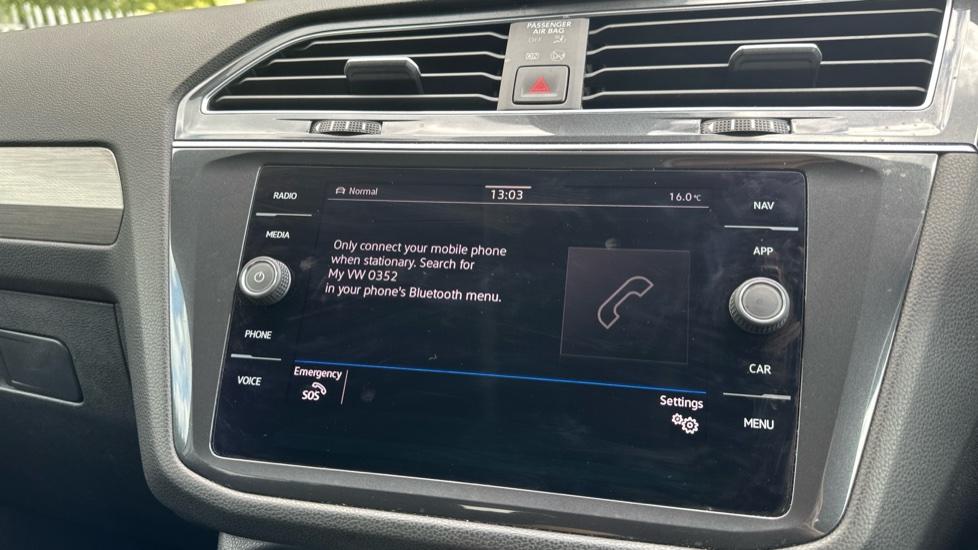 PASSENGER
AIR BAG
OFF
ON
RADIO
MEDIA
PHONE
VOICE
Normal
13:03
16.0°C
Only connect your mobile phone
when stationary. Search for
My VW 0352
in your phone's Bluetooth menu.
Emergency
SOS
Settings
NAV
APP
CAR
MENU